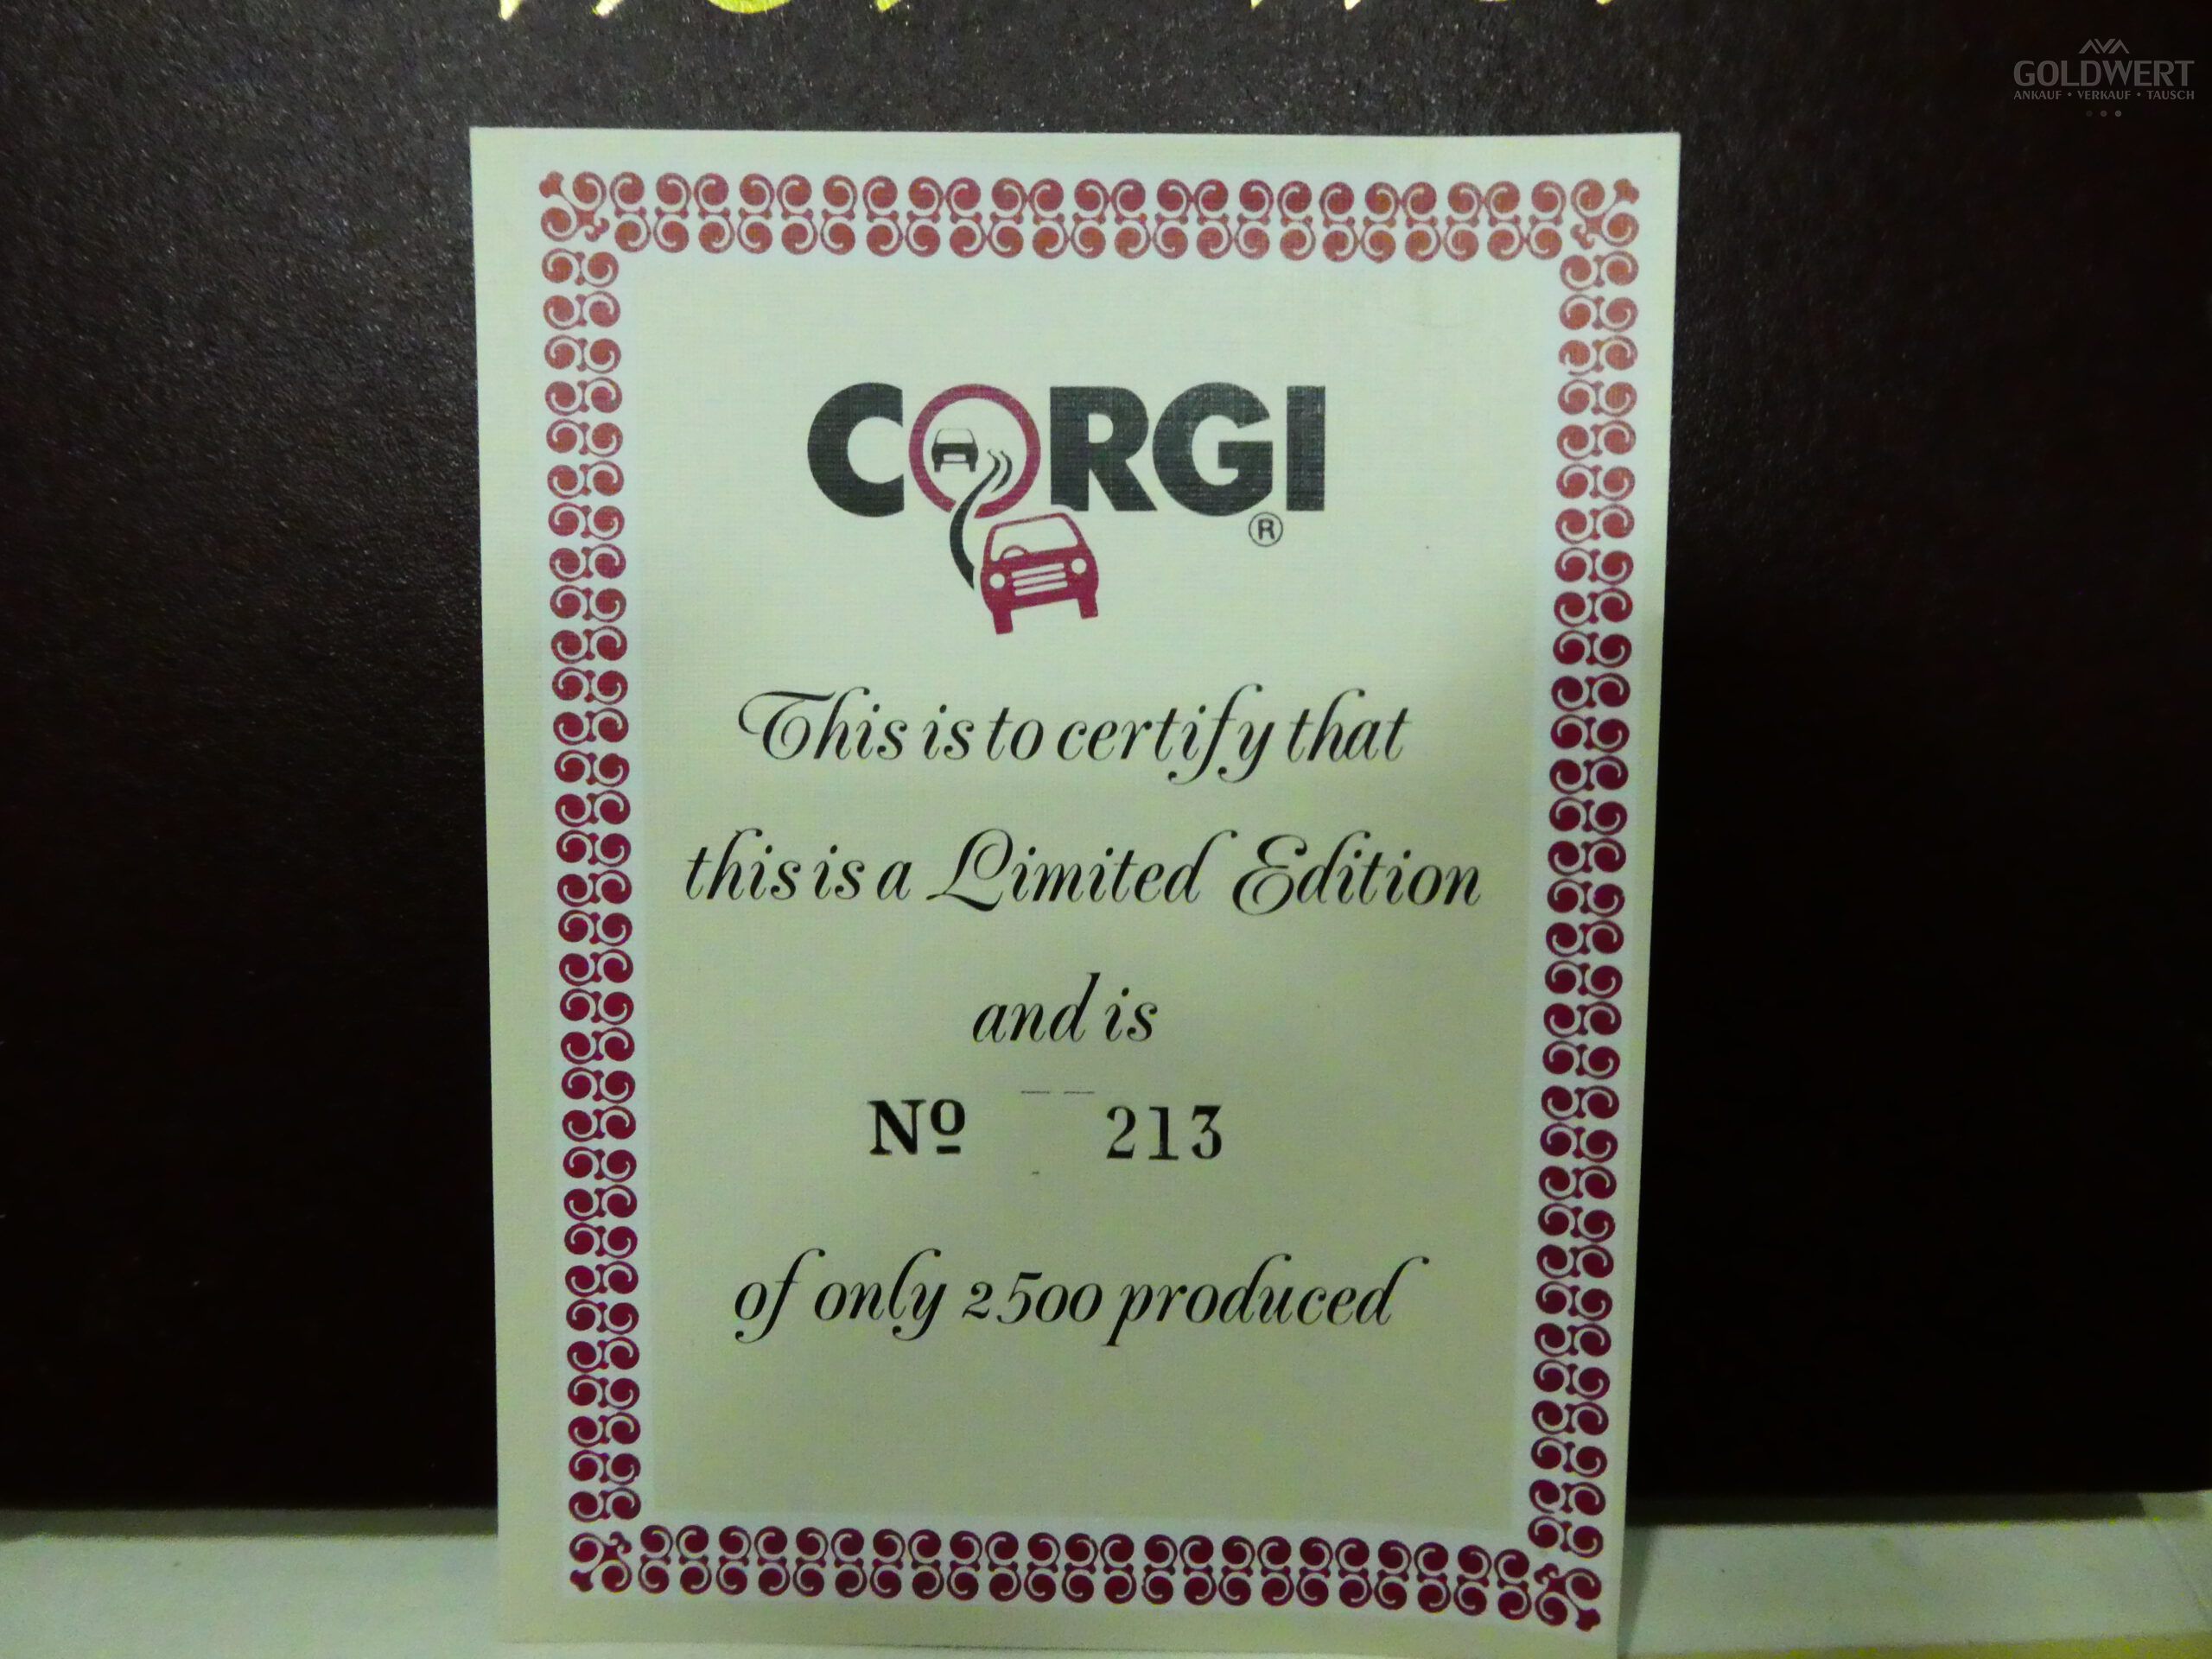 GOLDWERT
ANKAUF • VERKAUF • TAUSCH
CORGI
®
This is to certify that
this is a Limited Edition
and is
Nº 213
of only 2500 produced